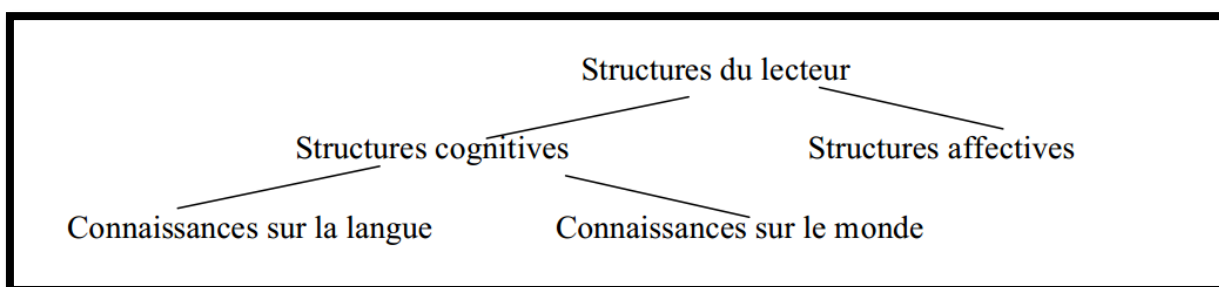 Structures du lecteur
Structures cognitives Structures affectives
Connaissances sur la langue Connaissances sur le monde